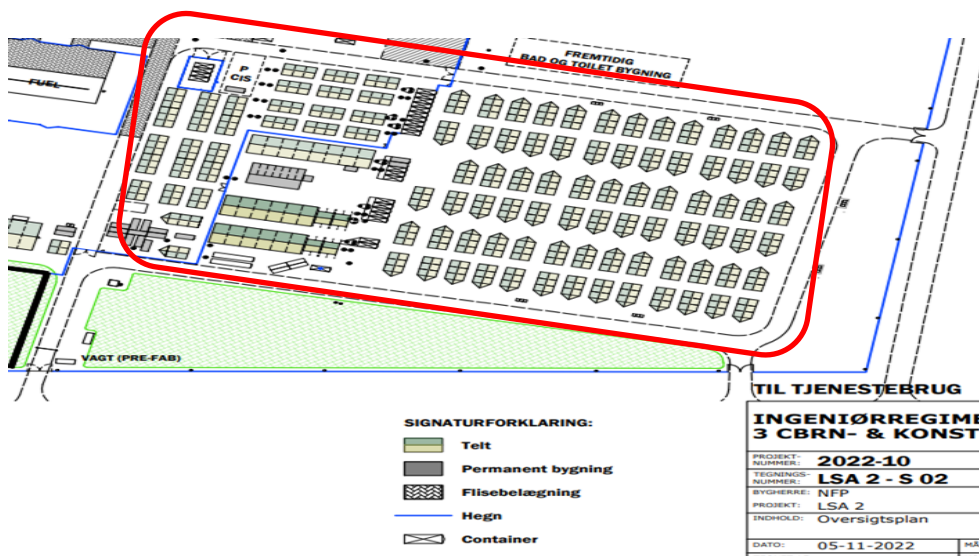 FREMTIDIG
BAD OG TOILET BYGNING
P
CIS
FUEL
VAGT (PRE-FAB)
SIGNATURFORKLARING:
Telt
Permanent bygning
Flisebelægning
Hegn
Container
TIL TJENESTEBRUG
INGENIØRREGIME
3 CBRN- & KONST
PROJEKT-
NUMMER: 2022-10
TEGNINGS-
NUMMER: LSA 2 - S 02
BYGHERRE: NFP
PROJEKT: LSA 2
INDHOLD: Oversigtsplan
DATO: 05-11-2022